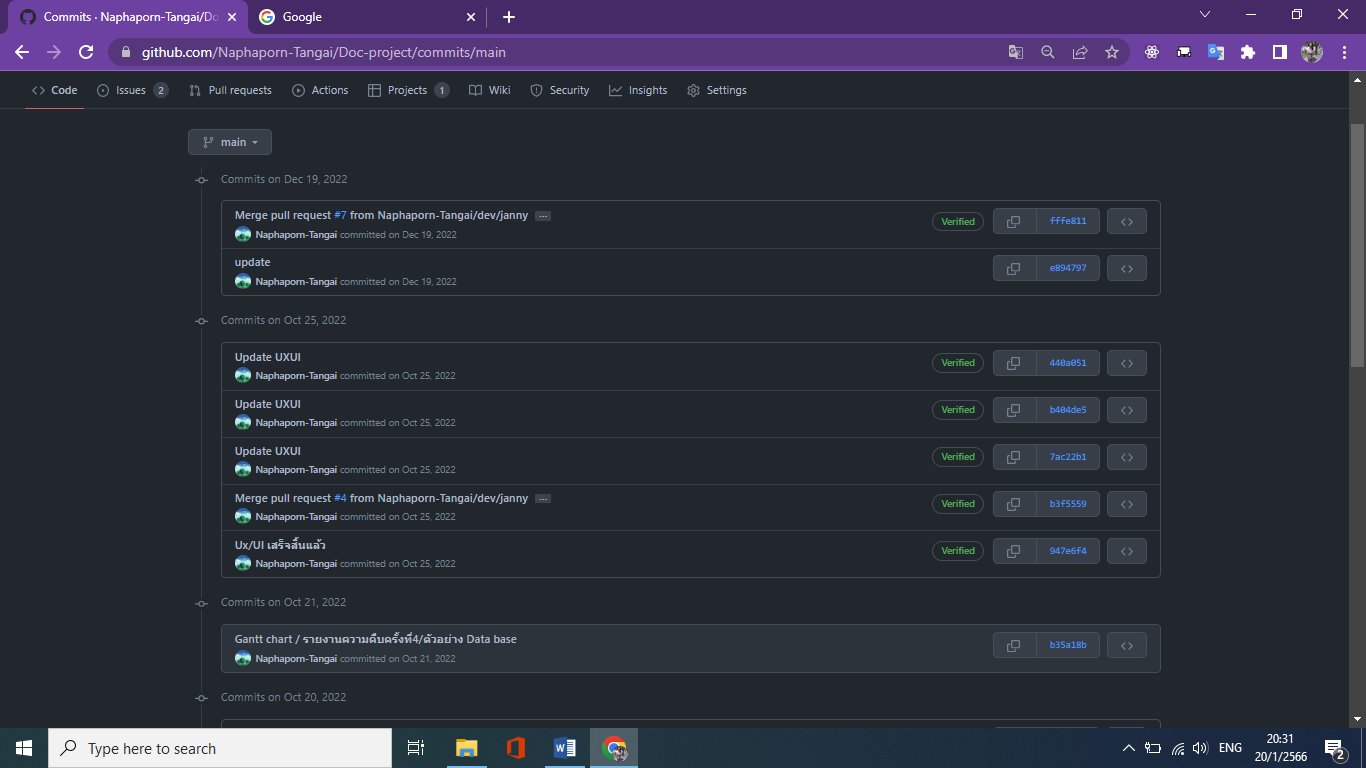 Commits · Naphaporn-Tangai/Do
Google
github.com/Naphaporn-Tangai/Doc-project/commits/main
Code
Issues 2
Pull requests
Actions
Projects 1
Wiki
Security
Insights
Settings
main
Commits on Dec 19, 2022
Merge pull request #7 from Naphaporn-Tangai/dev/janny ...
Verified
fffe811
Naphaporn-Tangai committed on Dec 19, 2022
update
e894797
Naphaporn-Tangai committed on Dec 19, 2022
Commits on Oct 25, 2022
Update UXUI
Verified
440a051
Naphaporn-Tangai committed on Oct 25, 2022
Update UXUI
Verified
b404de5
Naphaporn-Tangai committed on Oct 25, 2022
Update UXUI
Verified
7ac22b1
Naphaporn-Tangai committed on Oct 25, 2022
Merge pull request #4 from Naphaporn-Tangai/dev/janny ...
Verified
b3f5559
Naphaporn-Tangai committed on Oct 25, 2022
Ux/UI เสร็จสิ้นแล้ว
Verified
947e6f4
Naphaporn-Tangai committed on Oct 25, 2022
Commits on Oct 21, 2022
Gantt chart / รายงานความคืบครั้งที่4/ตัวอย่าง Data base
b35a18b
Naphaporn-Tangai committed on Oct 21, 2022
Commits on Oct 20, 2022
Type here to search
ENG
20:31
20/1/2566
2